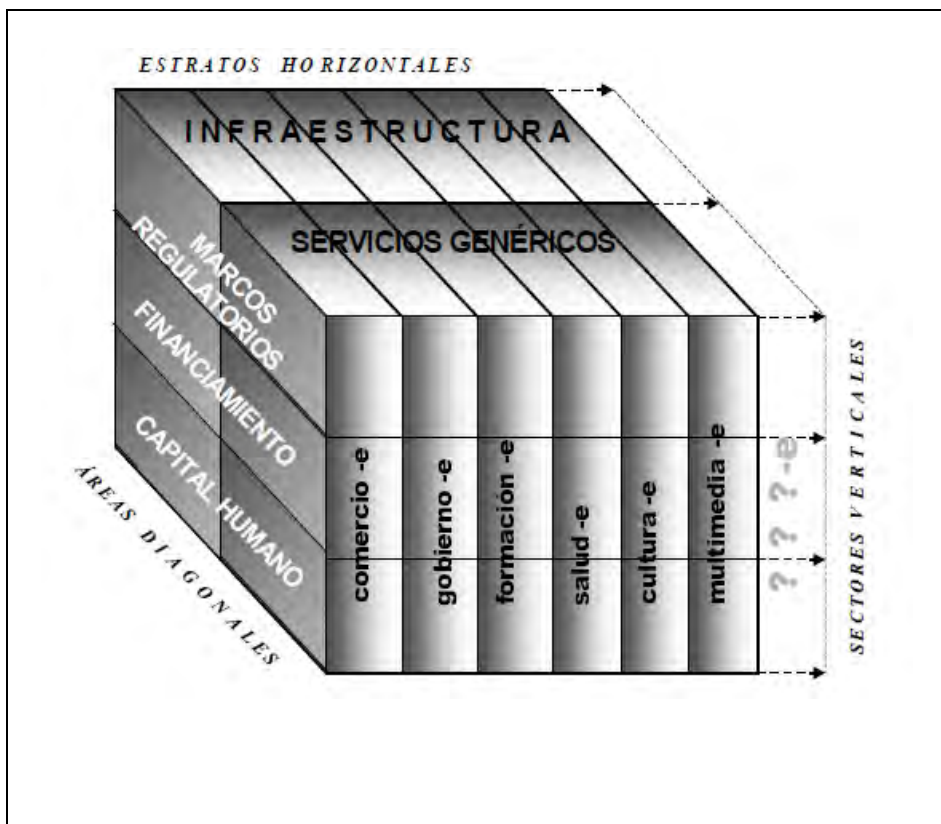 ESTRATOS HORIZONTALES
INFRAESTRUCTURA
SERVICIOS GENÉRICOS
MARCOS
REGULATORIOS
FINANCIAMIENTO
CAPITAL HUMANO
ÁREAS DIAGONALES
comercio -e
gobierno -e
formación -e
salud -e
cultura -e
multimedia -e
? ? ? -e
SECTORES VERTICALES